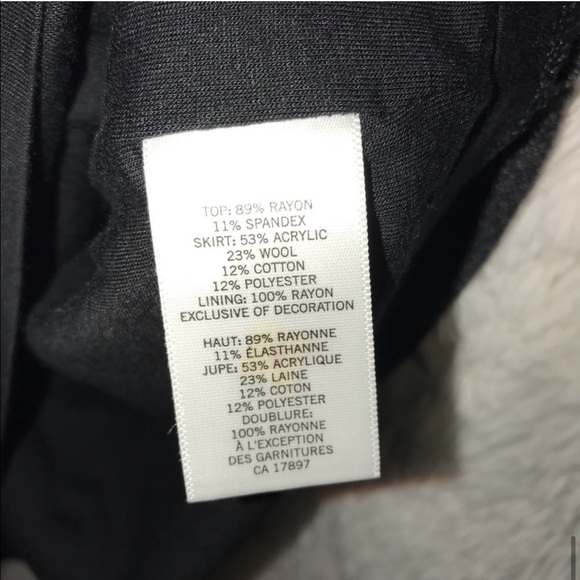 TOP: 89% RAYON
11% SPANDEX
SKIRT: 53% ACRYLIC
23% WOOL
12% COTTON
12% POLYESTER
LINING: 100% RAYON
EXCLUSIVE OF DECORATION
HAUT: 89% RAYONNE
11% ÉLASTHANNE
JUPE: 53% ACRYLIQUE
23% LAINE
12% COTON
12% POLYESTER
DOUBLURE:
100% RAYONNE
À L'EXCEPTION
DES GARNITURES
CA 17897